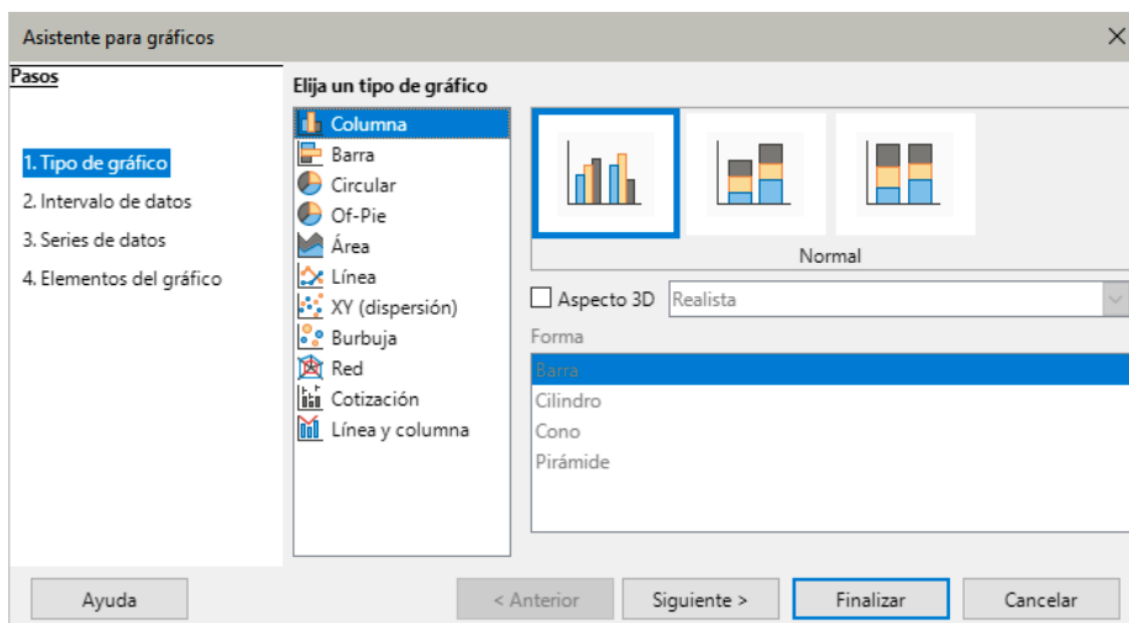 Asistente para gráficos
Pasos
1. Tipo de gráfico
2. Intervalo de datos
3. Series de datos
4. Elementos del gráfico
Elija un tipo de gráfico
Columna
Barra
Circular
Of-Pie
Área
Línea
XY (dispersión)
Burbuja
Red
Cotización
Línea y columna
Normal
Aspecto 3D
Realista
Forma
Barra
Cilindro
Cono
Pirámide
Ayuda
< Anterior
Siguiente >
Finalizar
Cancelar